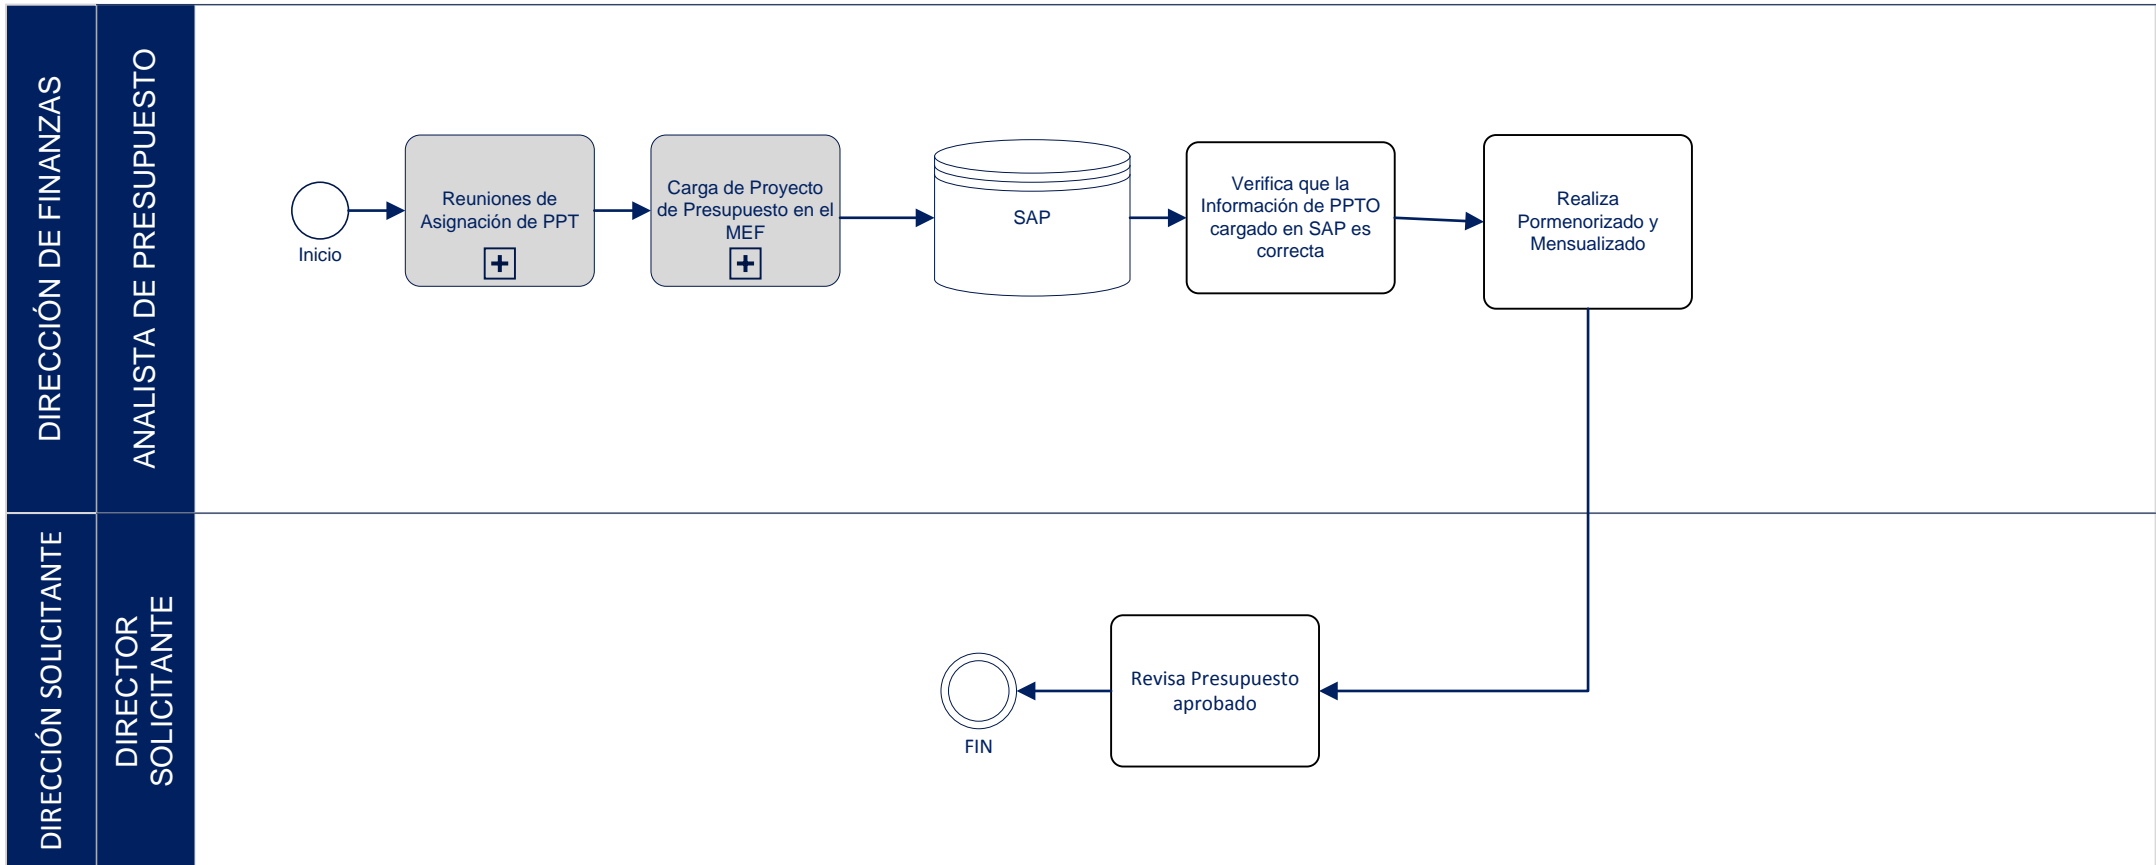 DIRECCIÓN DE FINANZAS
ANALISTA DE PRESUPUESTO
Inicio
Reuniones de
Asignación de PPT
Carga de Proyecto
de Presupuesto en el
MEF
SAP
Verifica que la
Información de PPTO
cargado en SAP es
correcta
Realiza
Pormenorizado y
Mensualizado
DIRECCIÓN SOLICITANTE
DIRECTOR
SOLICITANTE
FIN
Revisa Presupuesto
aprobado